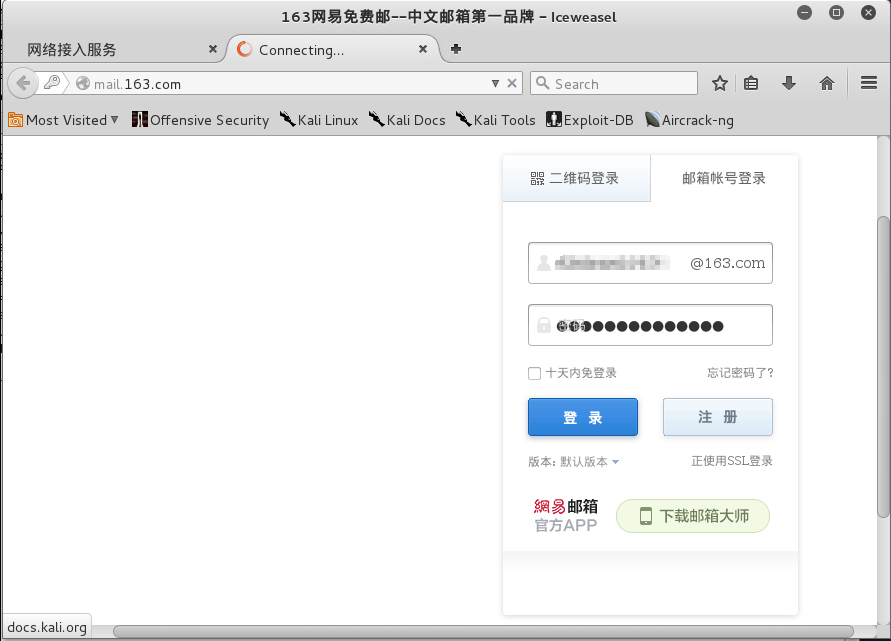 163网易免费邮--中文邮箱第一品牌 - Iceweasel
网络接入服务 Connecting...
mail.163.com Search
Most Visited Offensive Security Kali Linux Kali Docs Kali Tools Exploit-DB Aircrack-ng
二维码登录 邮箱帐号登录
@163.com
十天内免登录 忘记密码了?
登 录 注 册
版本: 默认版本 正使用SSL登录
網易邮箱 下载邮箱大师
官方APP
docs.kali.org